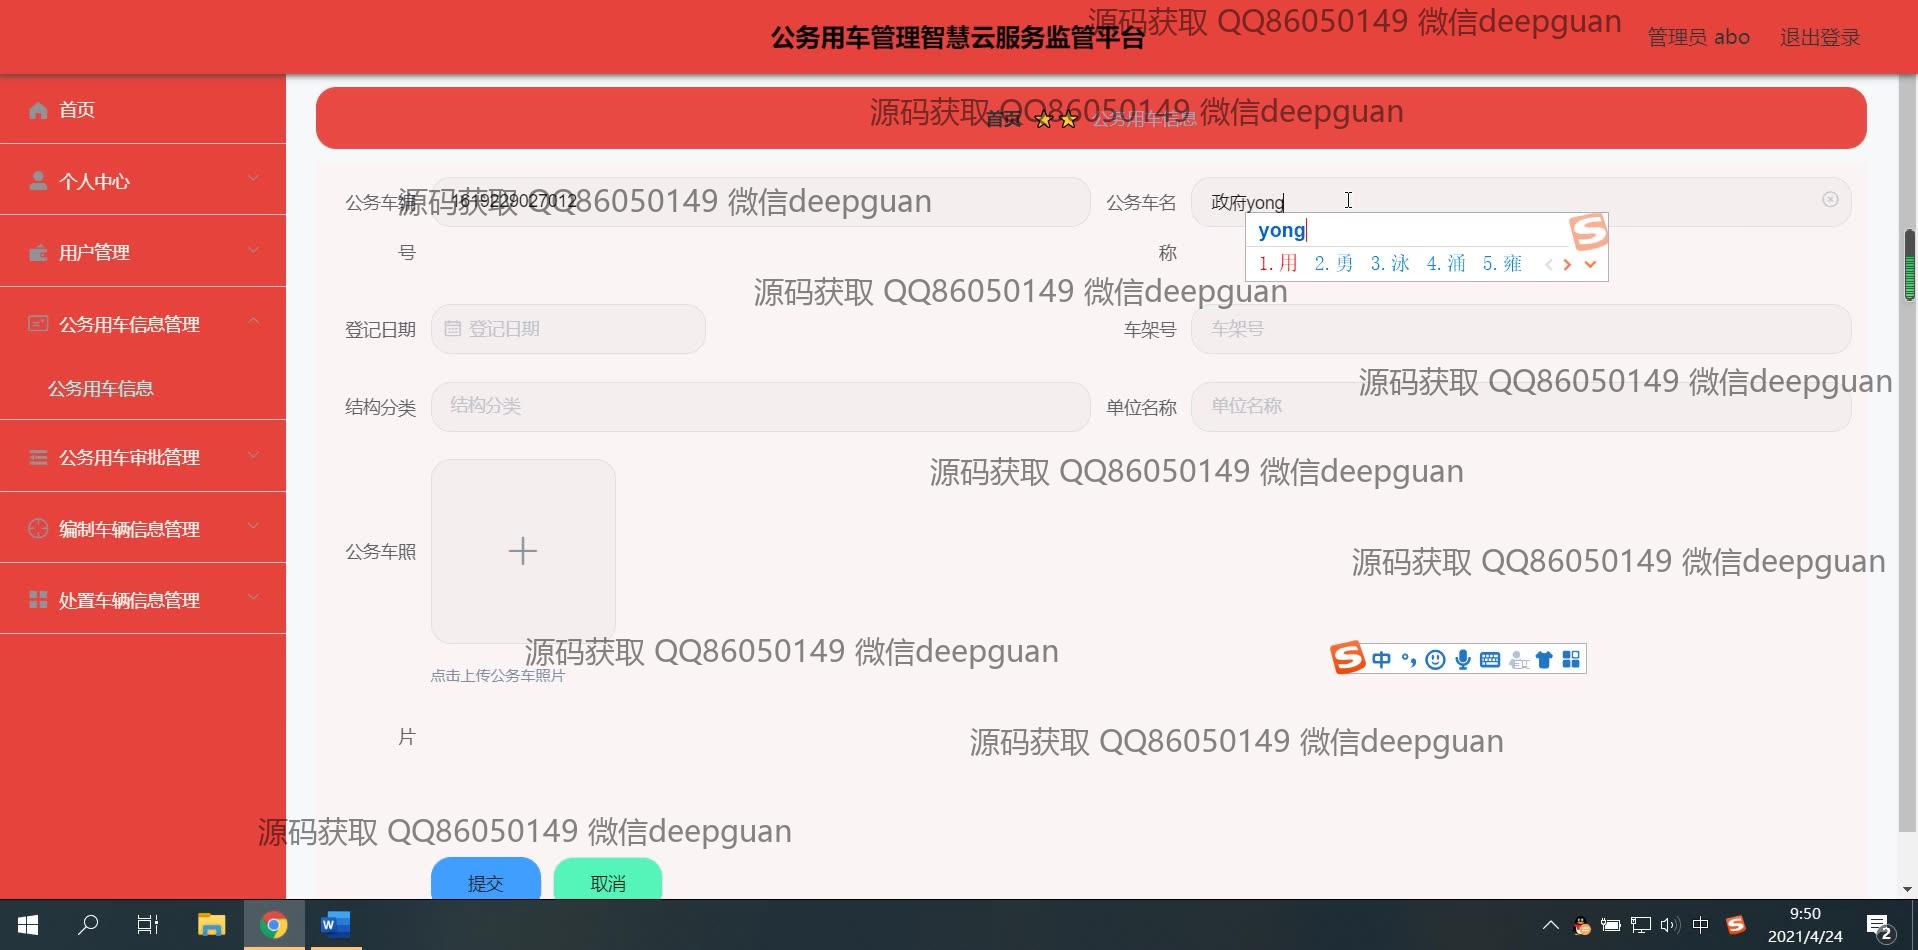 公务用车管理智慧云服务监管平台
源码获取 QQ86050149 微信deepguan
管理员 abo
退出登录
首页
个人中心
用户管理
公务用车信息管理
公务用车信息
公务用车审批管理
编制车辆信息管理
处置车辆信息管理
源码获取 QQ86050149 微信deepguan
首页
公务用车信息
公务车编号
1619229027012
源码获取 QQ86050149 微信deepguan
公务车名称
政府yong
yong
1.用 2.勇 3.泳 4.涌 5.雍
源码获取 QQ86050149 微信deepguan
登记日期
登记日期
车架号
车架号
源码获取 QQ86050149 微信deepguan
结构分类
结构分类
单位名称
单位名称
源码获取 QQ86050149 微信deepguan
公务车照片
源码获取 QQ86050149 微信deepguan
源码获取 QQ86050149 微信deepguan
点击上传公务车照片
中
源码获取 QQ86050149 微信deepguan
源码获取 QQ86050149 微信deepguan
提交
取消
中
9:50
2021/4/24
2